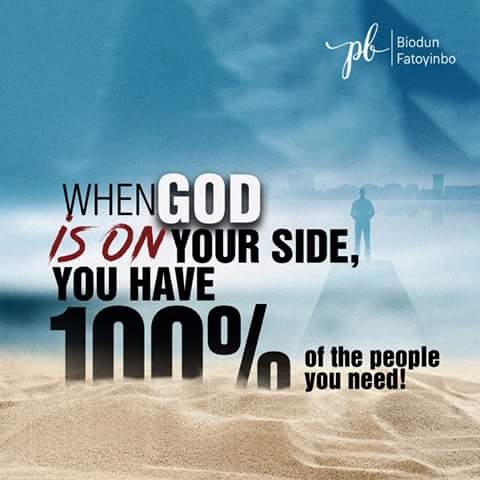 pb
Biodun
Fatoyinbo
WHEN GOD
IS ON YOUR SIDE,
YOU HAVE
100%
of the people
you need!